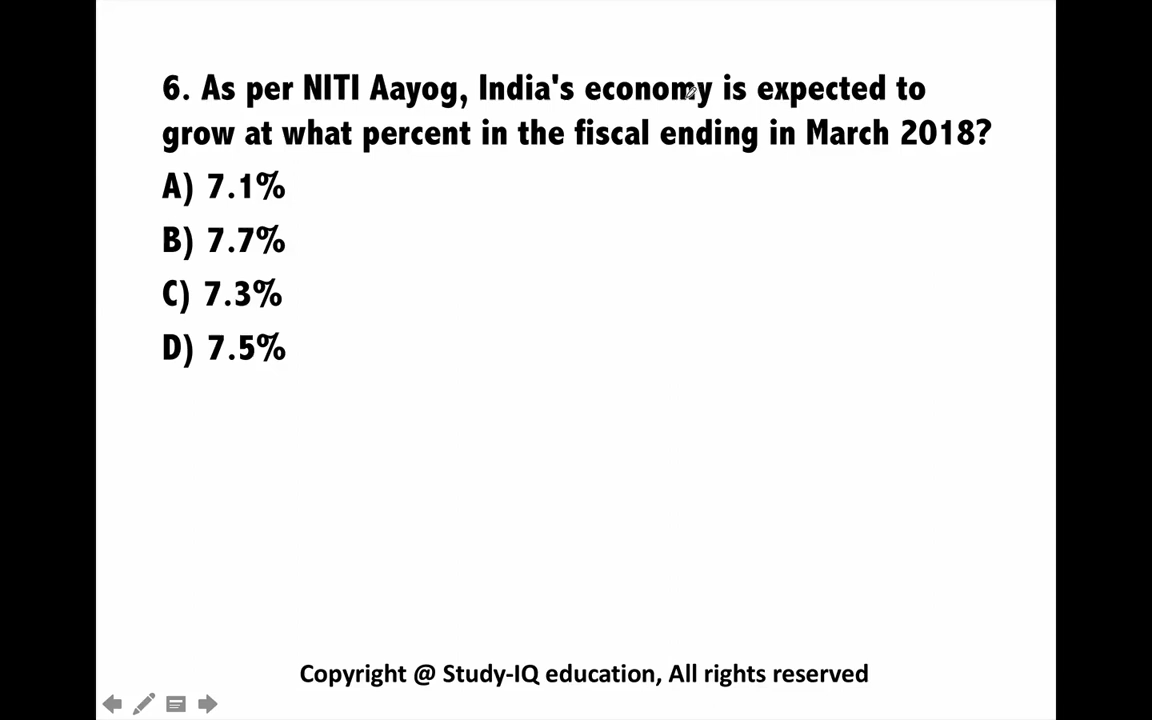 6. As per NITI Aayog, India's economy is expected to
grow at what percent in the fiscal ending in March 2018?
A) 7.1%
B) 7.7%
C) 7.3%
D) 7.5%
Copyright @ Study-IQ education, All rights reserved